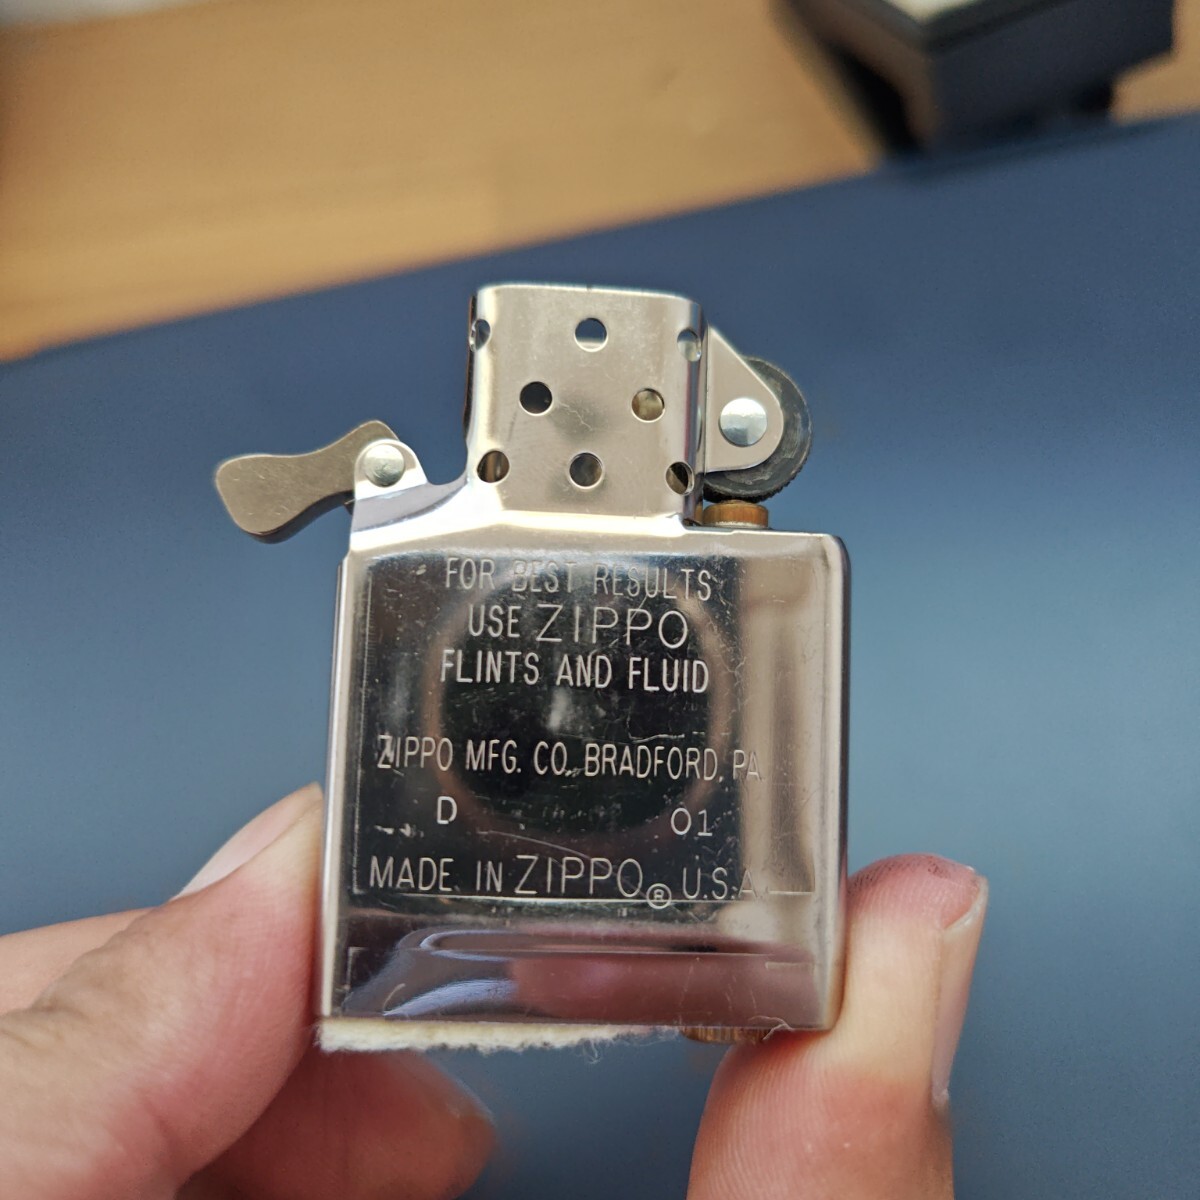 FOR BEST RESULTS
USE ZIPPO
FLINTS AND FLUID
ZIPPO MFG. CO. BRADFORD, PA
D 01
MADE IN ZIPPO® U.S.A.